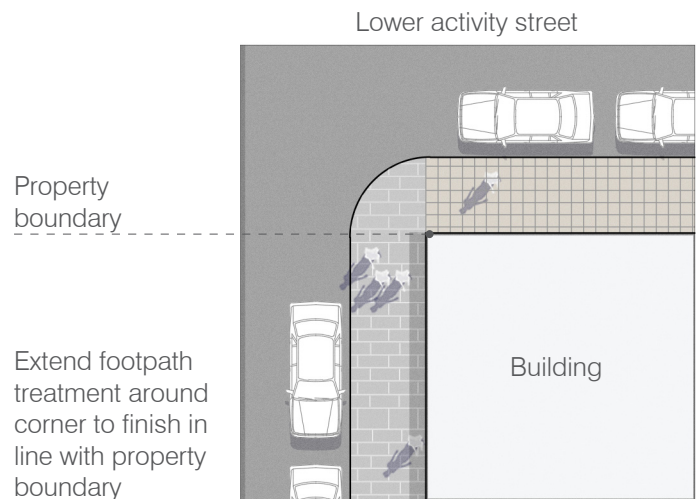 Lower activity street
Property
boundary
Extend footpath
treatment around
corner to finish in
line with property
boundary
Building